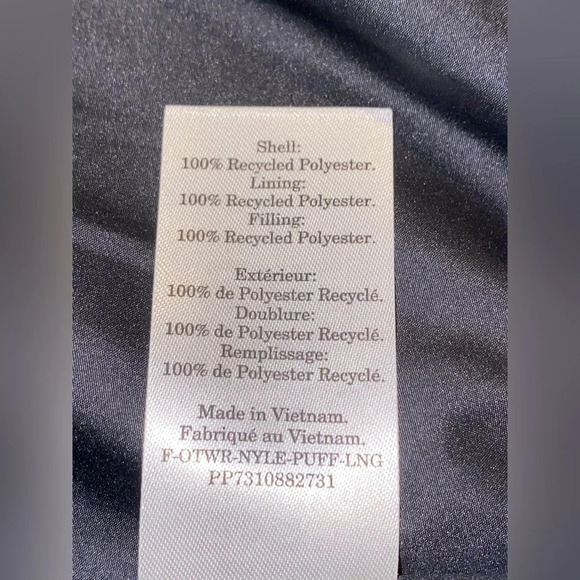 Shell:
100% Recycled Polyester.
Lining:
100% Recycled Polyester.
Filling:
100% Recycled Polyester.
Extérieur:
100% de Polyester Recyclé.
Doublure:
100% de Polyester Recyclé.
Remplissage:
100% de Polyester Recyclé.
Made in Vietnam.
Fabriqué au Vietnam.
F-OTWR-NYLE-PUFF-LNG
PP7310882731